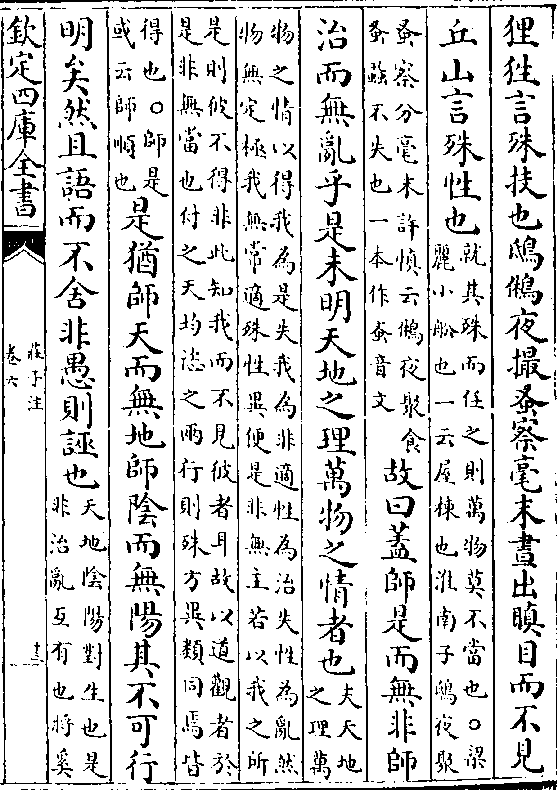 狸狌言殊技也鴟鵂夜撮蚤察毫末晝出瞋目而不見
丘山言殊性也
就其殊而任之則萬物莫不當也○梁
麗小船也一云屋棟也淮南子鴟夜聚
蚤察分毫末許慎云鵂夜聚食
蚤蝨不失也一本作蚤音文
故曰蓋師是而無非師
治而無亂乎是未明天地之理萬物之情者也
夫天地
之理萬
物之情以得我為是失我為非適性為治失性為亂然
物無定極我無常適殊性異便是非無主若以我之所
是則彼不得非此知我而不見彼者耳故以道觀者於
是非無當也付之天均恣之兩行則殊方異類同焉皆
得也○師是
或云師順也
是猶師天而無地師陰而無陽其不可行
明矣然且語而不舍非愚則誣也
天地陰陽對生也是
非治亂互有也將奚
欽定四庫全書
莊子注
卷六
十三